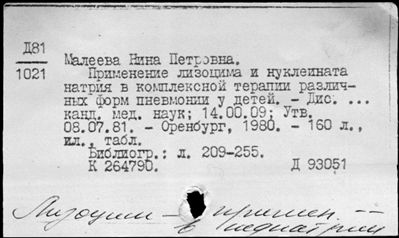 Д81
1021
Малеева Нина Петровна.
Применение лизоцима и нуклеината
натрия в комплексной терапии различ-
ных форм пневмонии у детей. - Дис. ...
канд. мед. наук; 14.00.09; Утв.
08.07.81. - Оренбург, 1980. - 160 л.,
ил., табл.
Библиогр.: л. 209-255.
К 264790. Д 93051
Лизоцим - примен.
в педиатрии